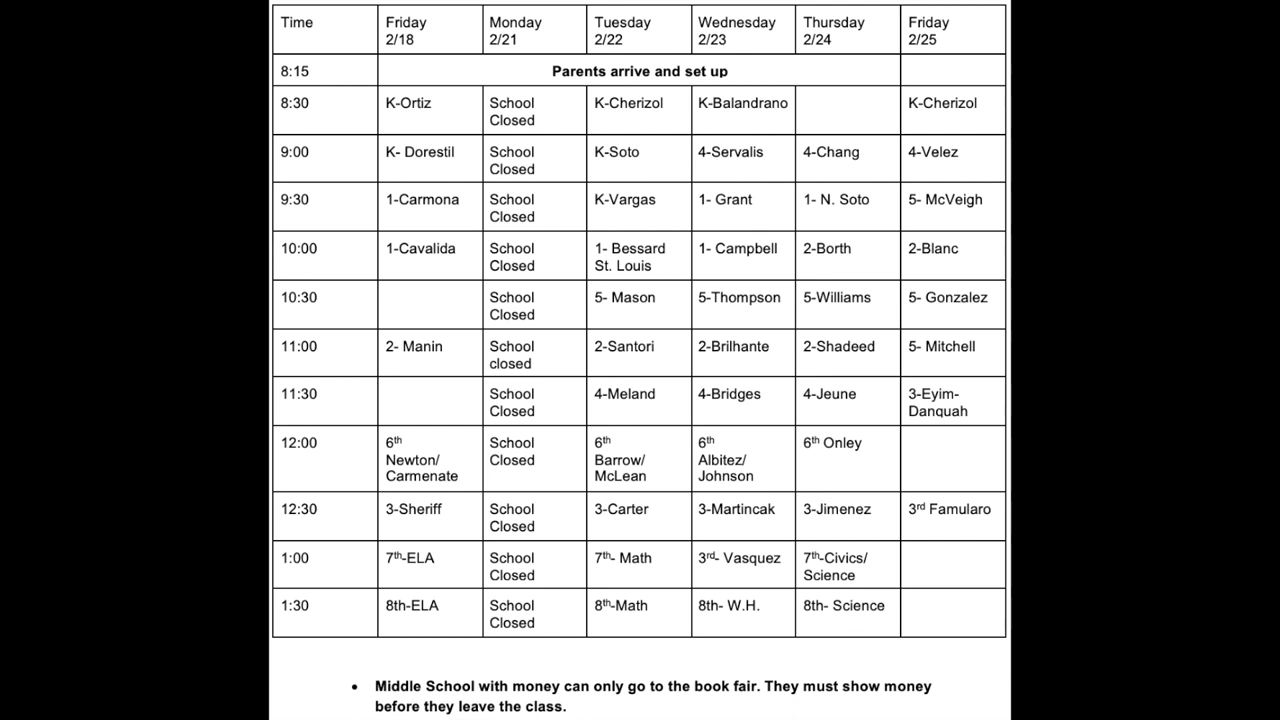 Time Friday 2/18 Monday 2/21 Tuesday 2/22 Wednesday 2/23 Thursday 2/24 Friday 2/25
8:15 Parents arrive and set up
8:30 K-Ortiz School Closed K-Cherizol K-Balandrano K-Cherizol
9:00 K- Dorestil School Closed K-Soto 4-Servalis 4-Chang 4-Velez
9:30 1-Carmona School Closed K-Vargas 1- Grant 1- N. Soto 5- McVeigh
10:00 1-Cavalida School Closed 1- Bessard St. Louis 1- Campbell 2-Borth 2-Blanc
10:30 School Closed 5- Mason 5-Thompson 5-Williams 5- Gonzalez
11:00 2- Manin School closed 2-Santori 2-Brilhante 2-Shadeed 5- Mitchell
11:30 School Closed 4-Meland 4-Bridges 4-Jeune 3-Eyim-Danquah
12:00 6th Newton/ Carmenate School Closed 6th Barrow/ McLean 6th Albitez/ Johnson 6th Onley
12:30 3-Sheriff School Closed 3-Carter 3-Martincak 3-Jimenez 3rd Famularo
1:00 7th-ELA School Closed 7th- Math 3rd- Vasquez 7th-Civics/ Science
1:30 8th-ELA School Closed 8th-Math 8th- W.H. 8th- Science
• Middle School with money can only go to the book fair. They must show money
before they leave the class.